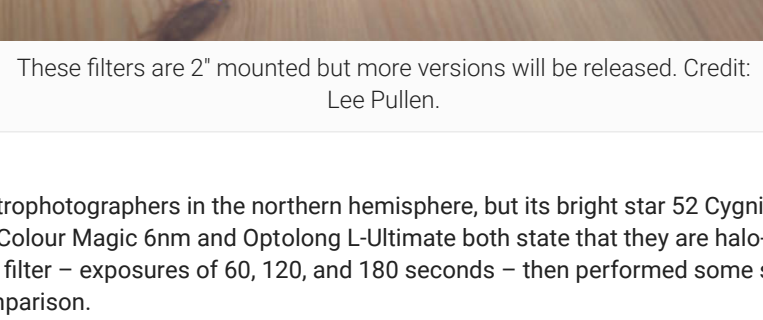 These filters are 2" mounted but more versions will be released. Credit:
Lee Pullen.
trophotographers in the northern hemisphere, but its bright star 52 Cygni
Colour Magic 6nm and Optolong L-Ultimate both state that they are halo-
filter – exposures of 60, 120, and 180 seconds – then performed some s
nparison.